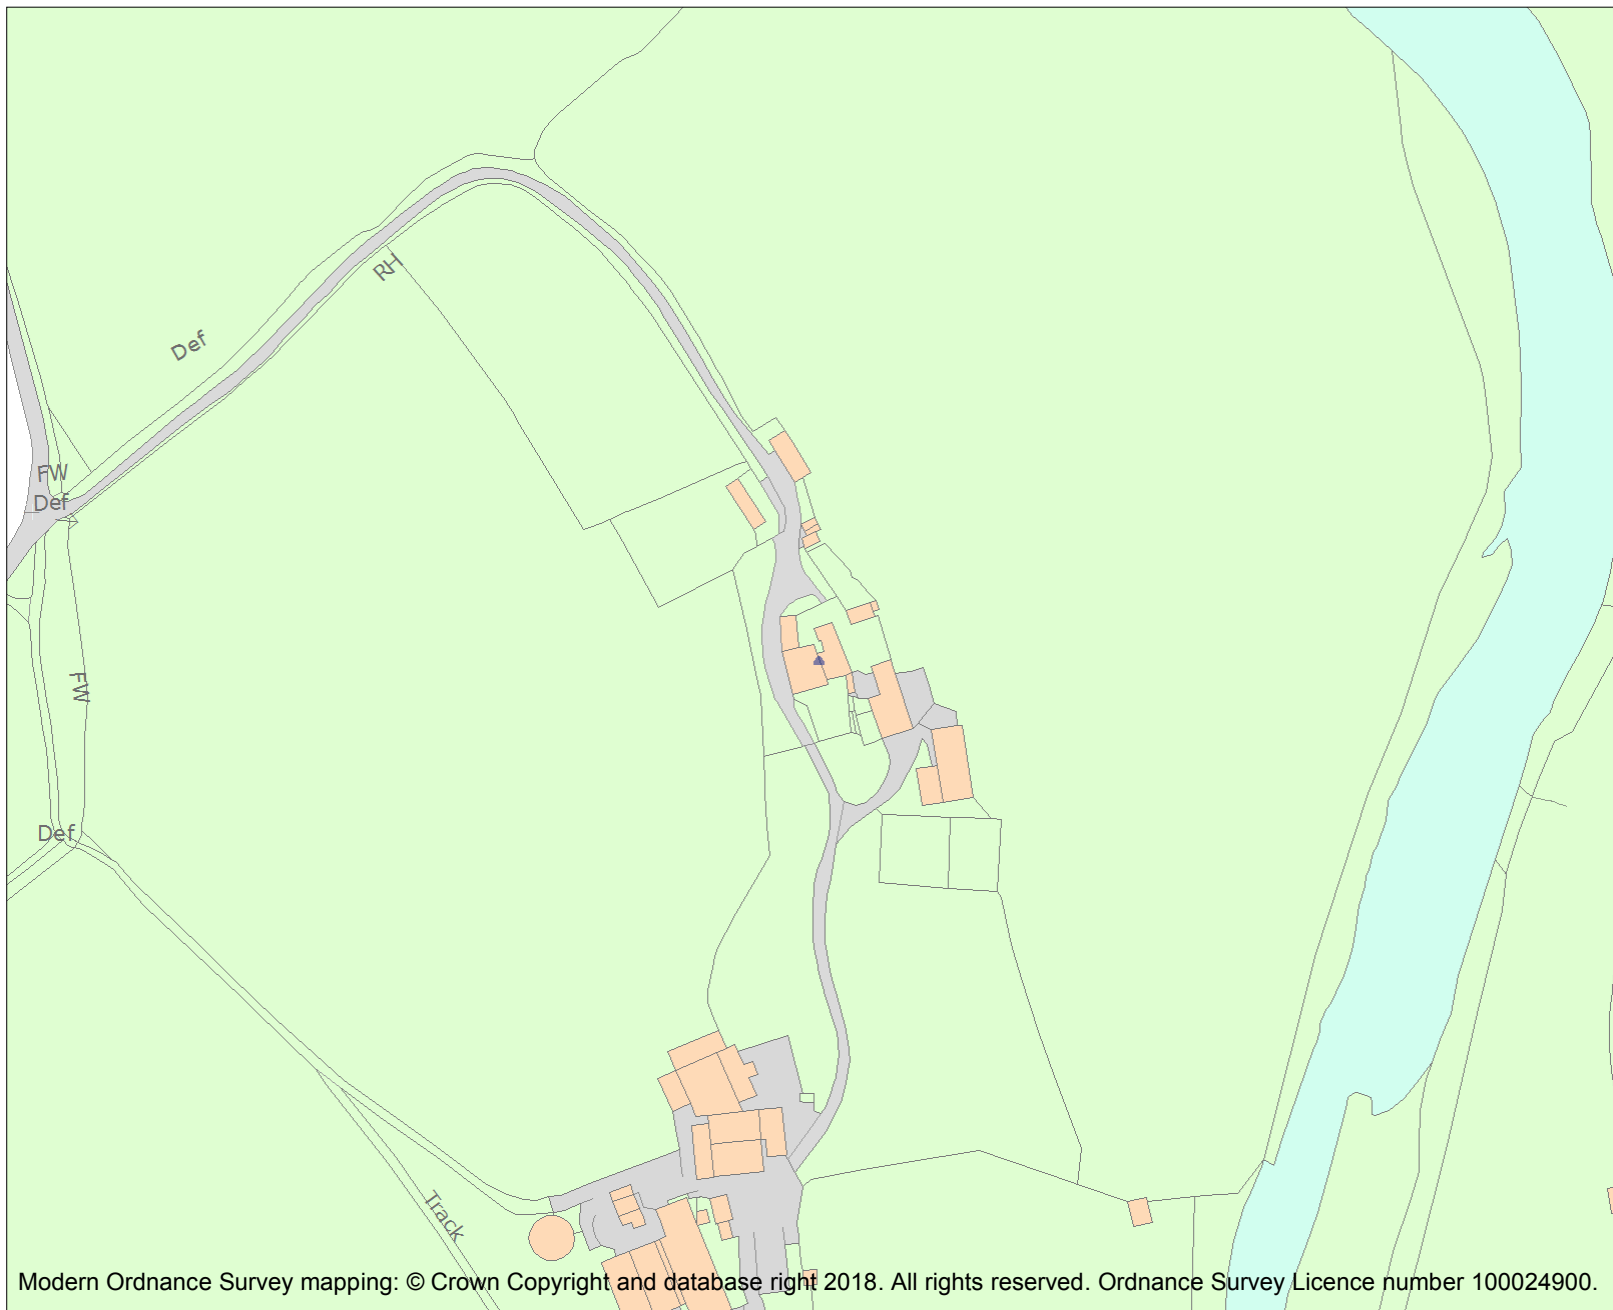 RH
Def
FW
Def
FW
Def
Track
Modern Ordnance Survey mapping: © Crown Copyright and database right 2018. All rights reserved. Ordnance Survey Licence number 100024900.